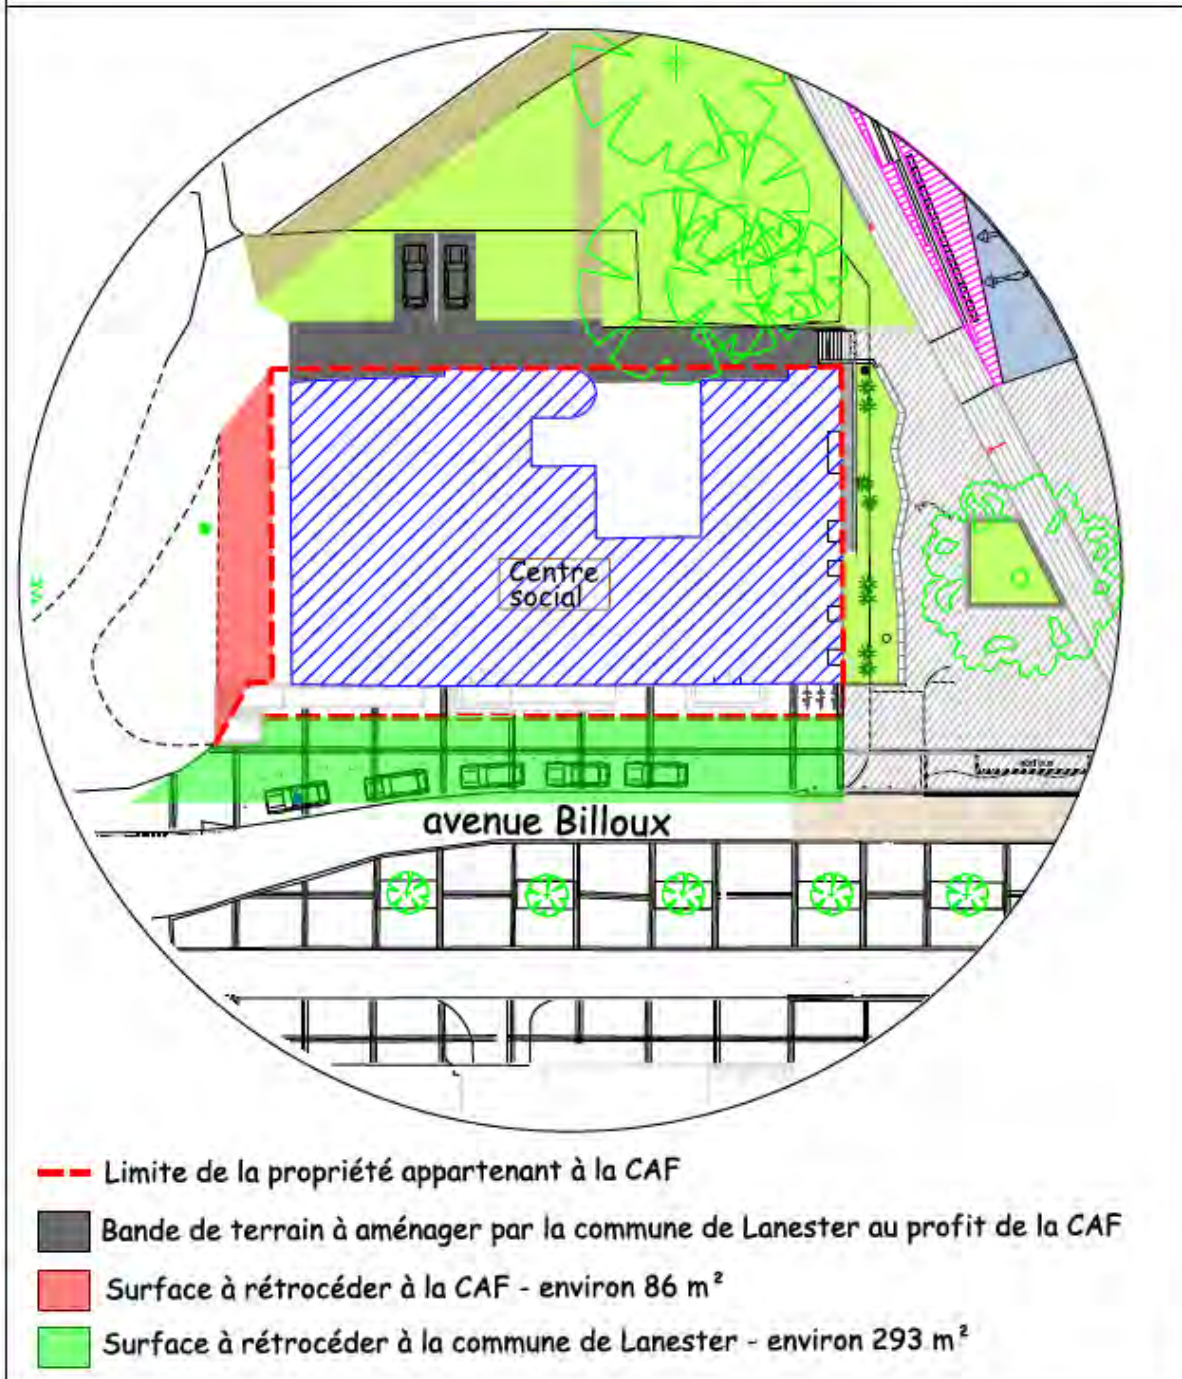 Centre
social
avenue Billoux
Limite de la propriété appartenant à la CAF
Bande de terrain à aménager par la commune de Lanester au profit de la CAF
Surface à rétrocéder à la CAF - environ 86 m²
Surface à rétrocéder à la commune de Lanester - environ 293 m²